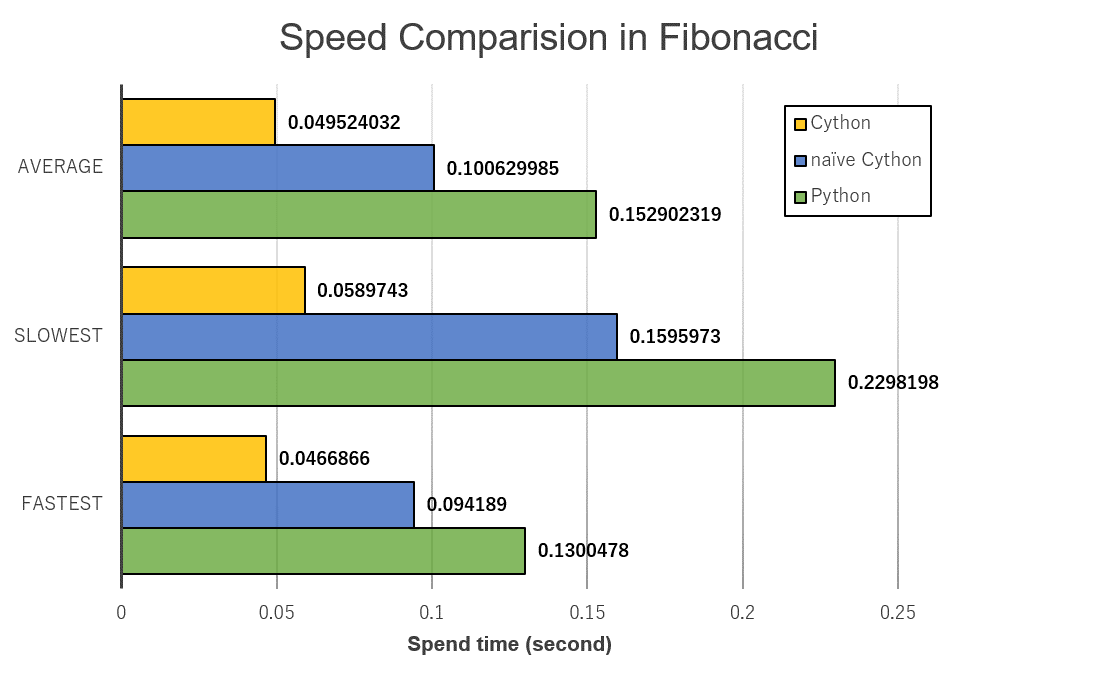 Speed Comparision in Fibonacci
Cython
naïve Cython
Python
AVERAGE
0.049524032
0.100629985
0.152902319
SLOWEST
0.0589743
0.1595973
0.2298198
FASTEST
0.0466866
0.094189
0.1300478
0 0.05 0.1 0.15 0.2 0.25
Spend time (second)